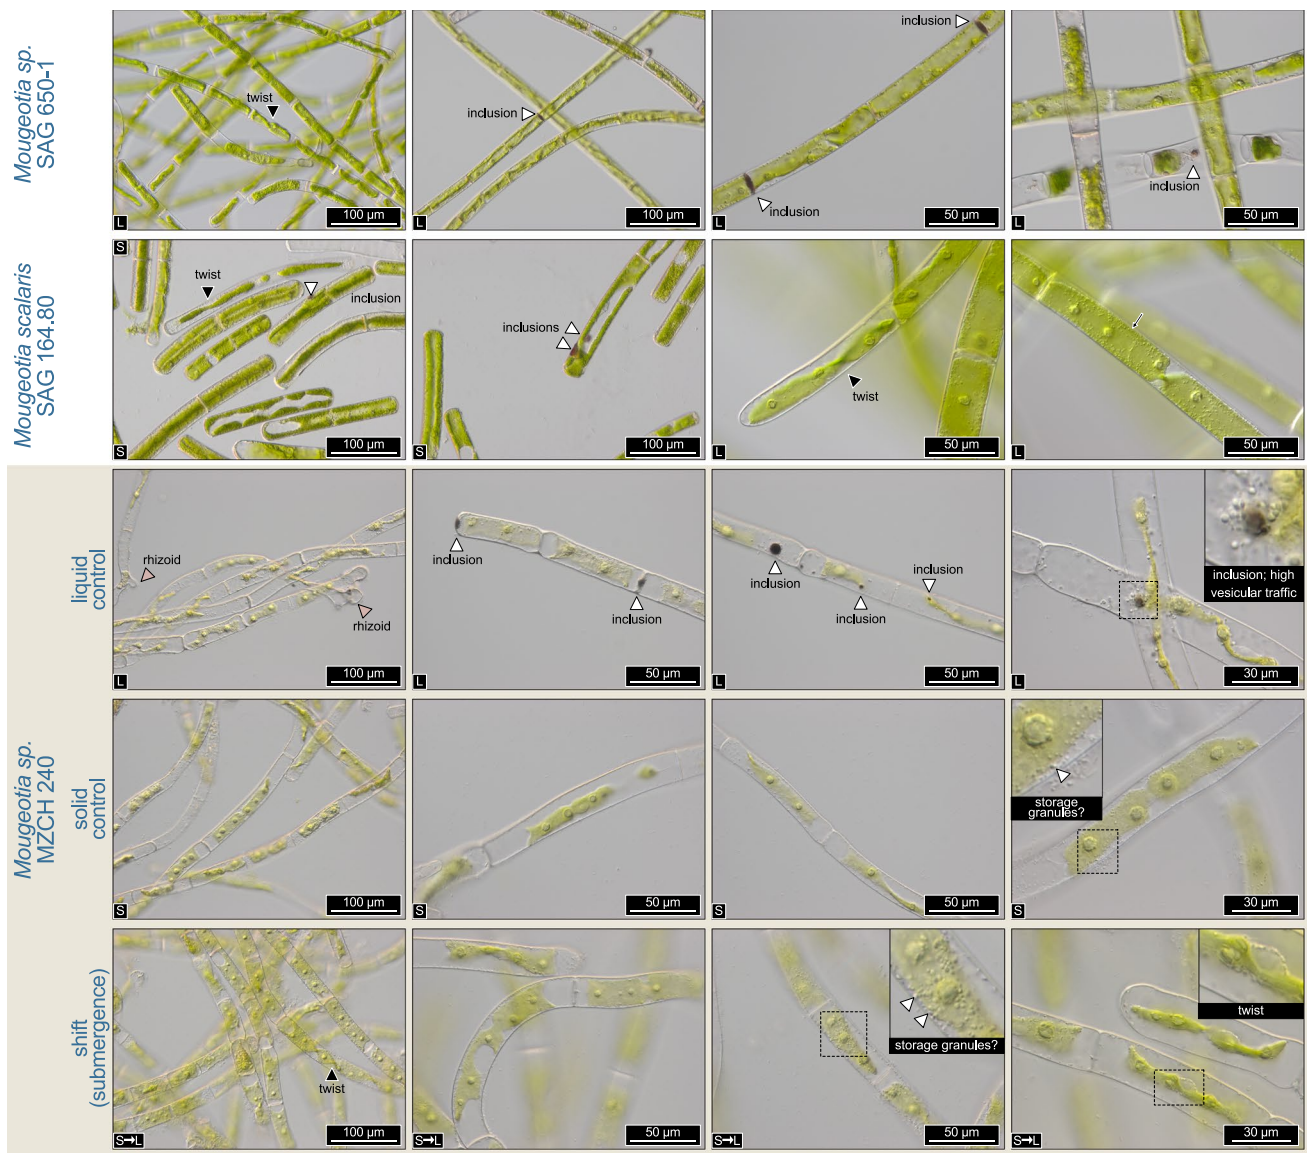 Mougeotia sp.
SAG 650-1
twist
L
100 µm
inclusion
L
100 µm
inclusion
inclusion
L
50 µm
inclusion
L
50 µm
Mougeotia scalaris
SAG 164.80
S
twist
inclusion
S
100 µm
inclusions
S
100 µm
twist
L
50 µm
L
50 µm
Mougeotia sp.
MZCH 240
liquid
control
rhizoid
rhizoid
L
100 µm
inclusion
inclusion
L
50 µm
inclusion
inclusion
inclusion
L
50 µm
inclusion; high
vesicular traffic
L
30 µm
solid
control
S
100 µm
S
50 µm
S
50 µm
storage
granules?
S
30 µm
shift
(submergence)
twist
S→L
100 µm
S→L
50 µm
storage granules?
S→L
50 µm
twist
S→L
30 µm